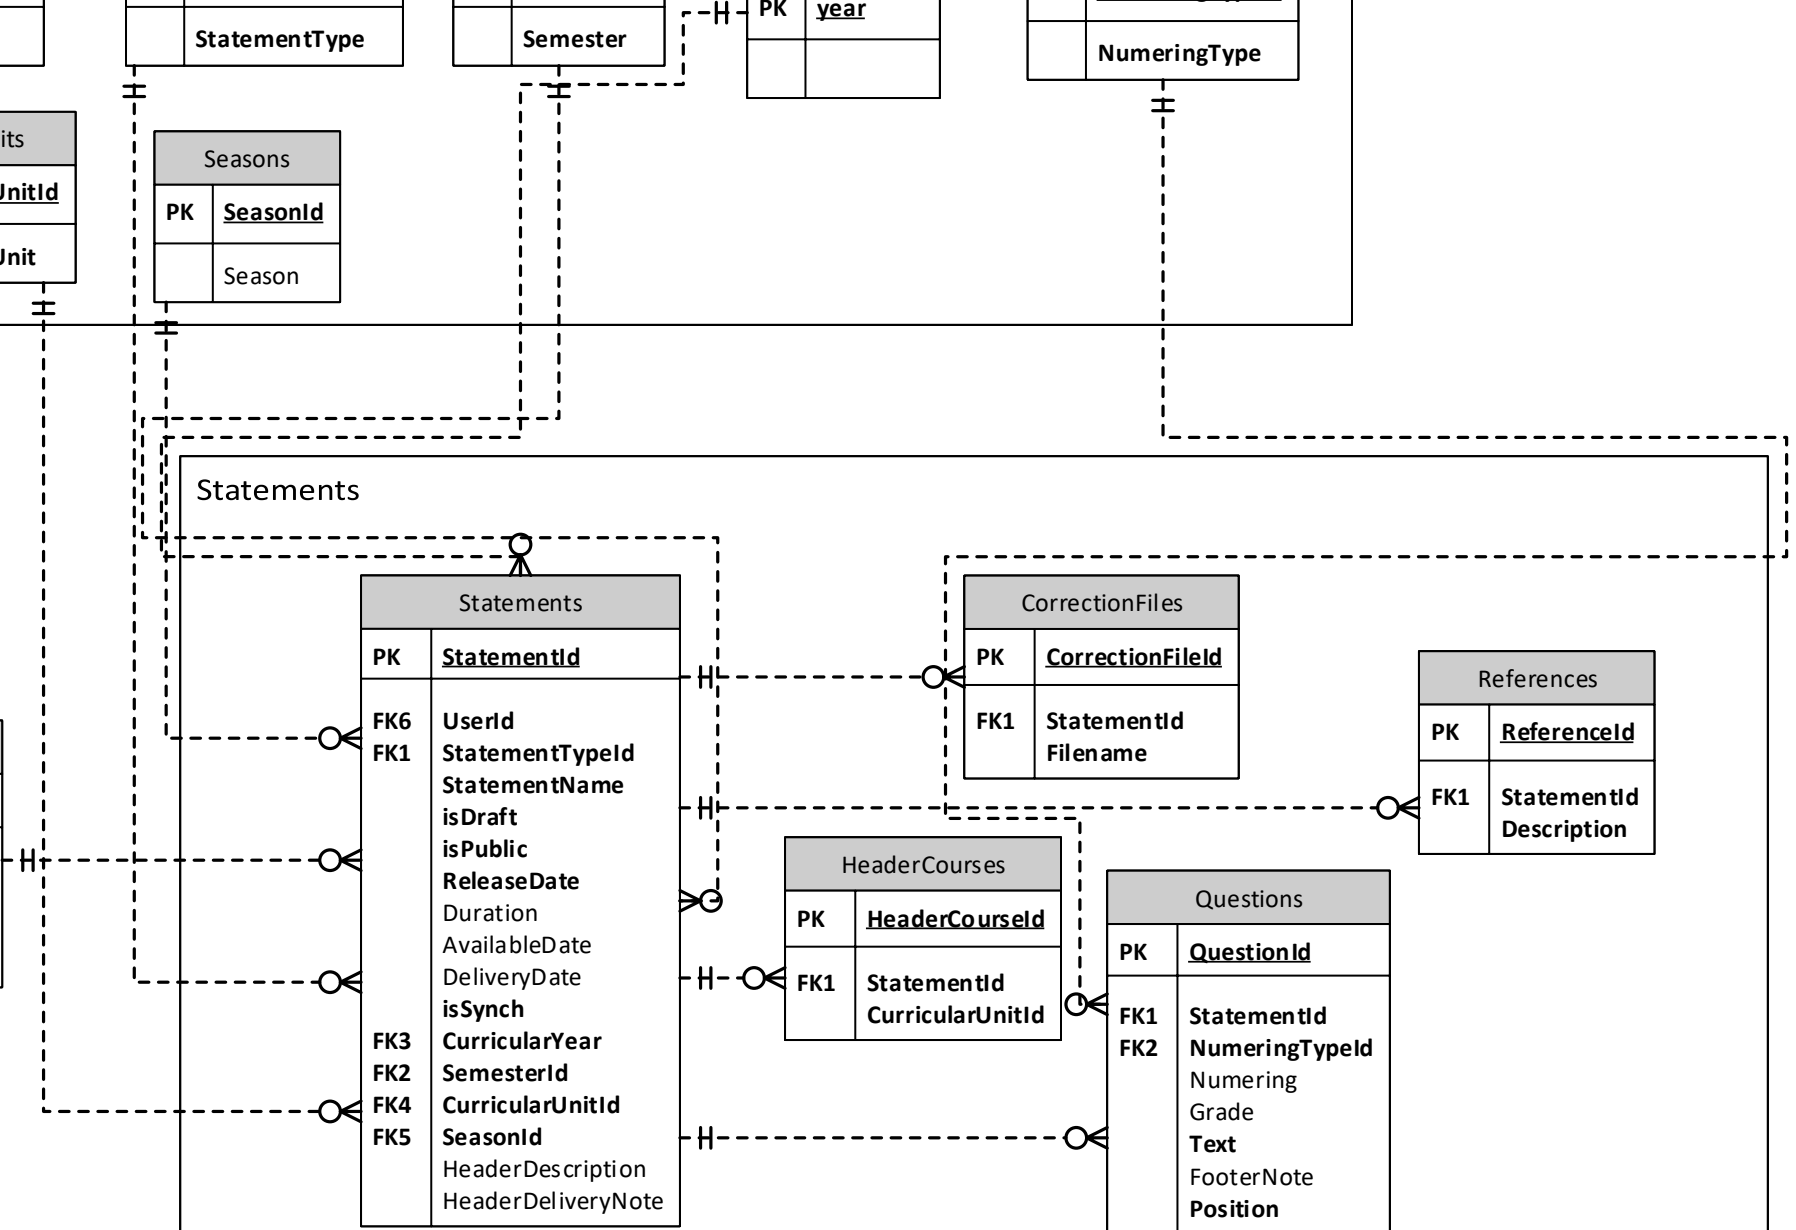 StatementType
Semester
PK year
NumeringType
its
UnitId
Unit
Seasons
PK SeasonId
Season
Statements
Statements
PK StatementId
FK6 UserId
FK1 StatementTypeId
StatementName
isDraft
isPublic
ReleaseDate
Duration
AvailableDate
DeliveryDate
isSynch
FK3 CurricularYear
FK2 SemesterId
FK4 CurricularUnitId
FK5 SeasonId
HeaderDescription
HeaderDeliveryNote
CorrectionFiles
PK CorrectionFileId
FK1 StatementId
Filename
References
PK ReferenceId
FK1 StatementId
Description
HeaderCourses
PK HeaderCourseId
FK1 StatementId
CurricularUnitId
Questions
PK QuestionId
FK1 StatementId
FK2 NumeringTypeId
Numering
Grade
Text
FooterNote
Position